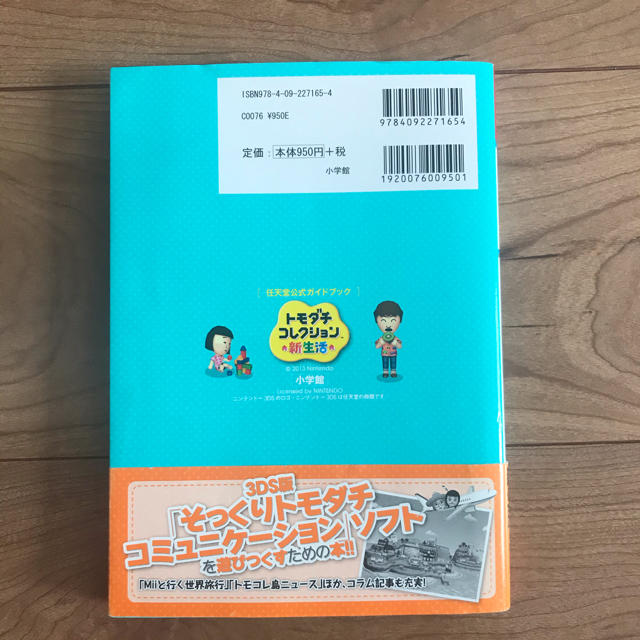 ISBN978-4-09-227165-4
C0076 ¥950E
定価：本体950円＋税
小学館
9784092271654
1920076009501
［任天堂公式ガイドブック］
トモダチ
コレクション
新生活
© 2013 Nintendo
小学館
Licensed by NINTENDO
ニンテンドー3DSのロゴ・ニンテンドー3DSは任天堂の商標です
3DS版
「そっくりトモダチ
コミュニケーション」ソフト
を遊びつくすための本!!
「Miiと行く世界旅行」「トモコレ島ニュース」ほか、コラム記事も充実!